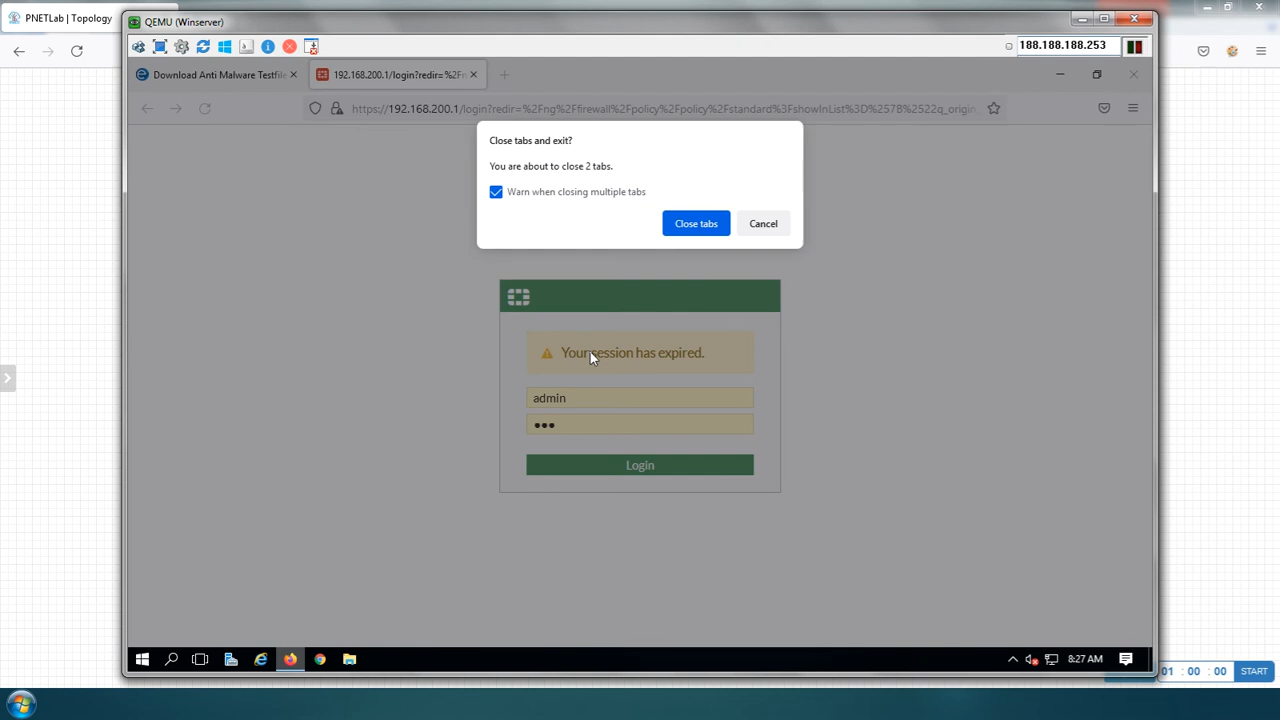 PNETLab | Topology
QEMU (Winserver)
188.188.188.253
Download Anti Malware Testfile
192.168.200.1/login?redir=%2Fn
https://192.168.200.1/login?redir=%2Fng%2Ffirewall%2Fpolicy%2Fpolicy%2Fstandard%3FshowInList%3D%257B%2522q_origin
Close tabs and exit?
You are about to close 2 tabs.
Warn when closing multiple tabs
Close tabs
Cancel
Your session has expired.
admin
Login
8:27 AM
01 : 00 : 00
START